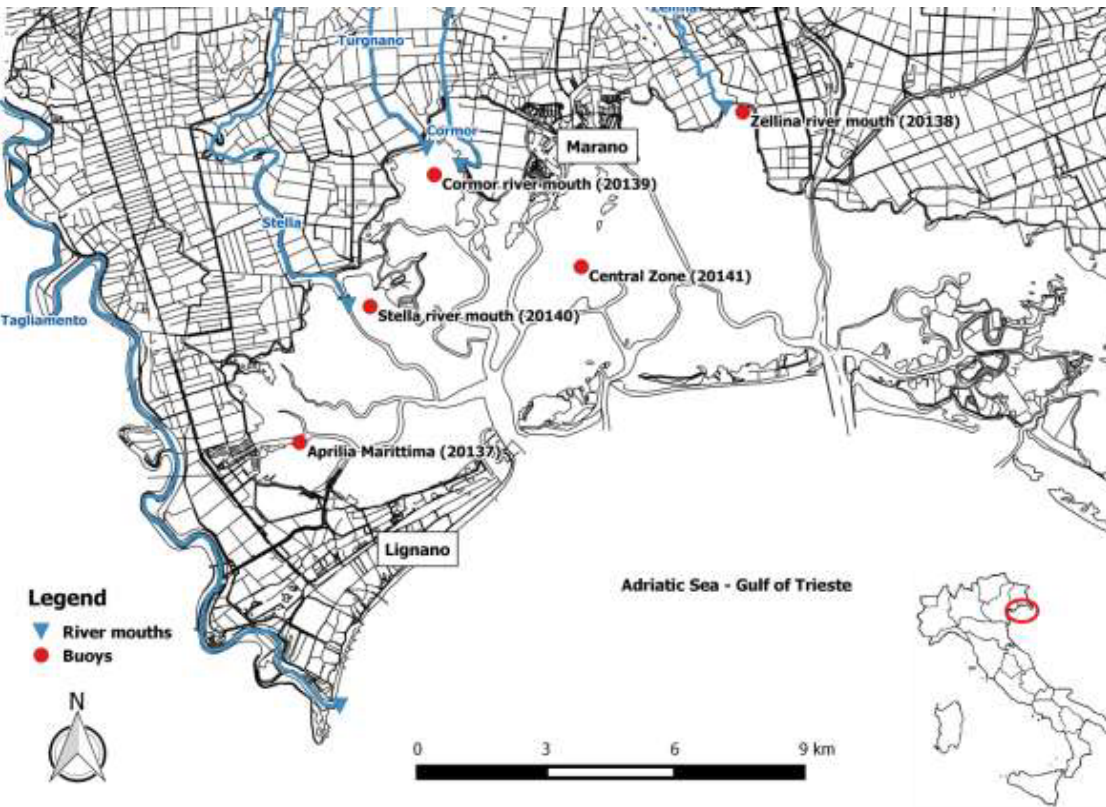 Zellina
Turgnano
Cormor
Zellina river mouth (20138)
Marano
Cormor river mouth (20139)
Stella
Central Zone (20141)
Stella river mouth (20140)
Tagliamento
Aprilia Marittima (20137)
Lignano
Adriatic Sea - Gulf of Trieste
Legend
River mouths
Buoys
N
0 3 6 9 km